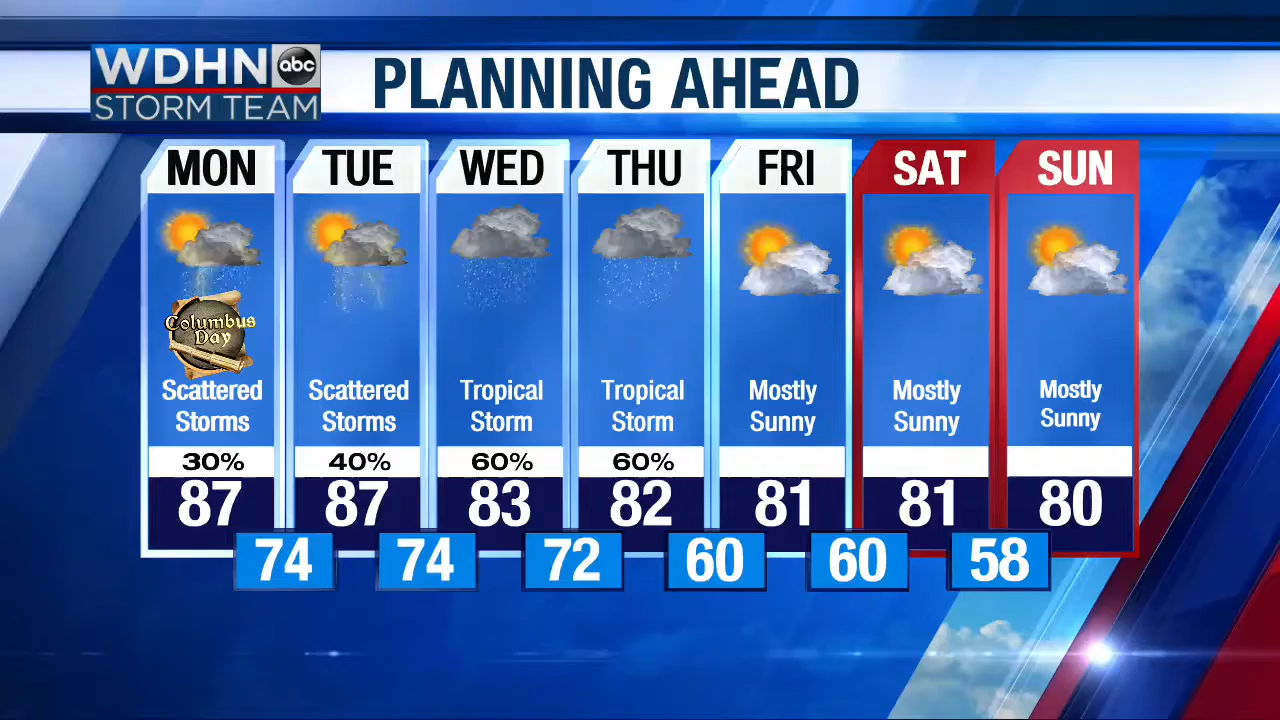 WDHN abc
STORM TEAM
PLANNING AHEAD
MON TUE WED THU FRI SAT SUN
Columbus
Day
Scattered Scattered Tropical Tropical Mostly Mostly Mostly
Storms Storms Storm Storm Sunny Sunny Sunny
30% 40% 60% 60%
87 87 83 82 81 81 80
74 74 72 60 60 58